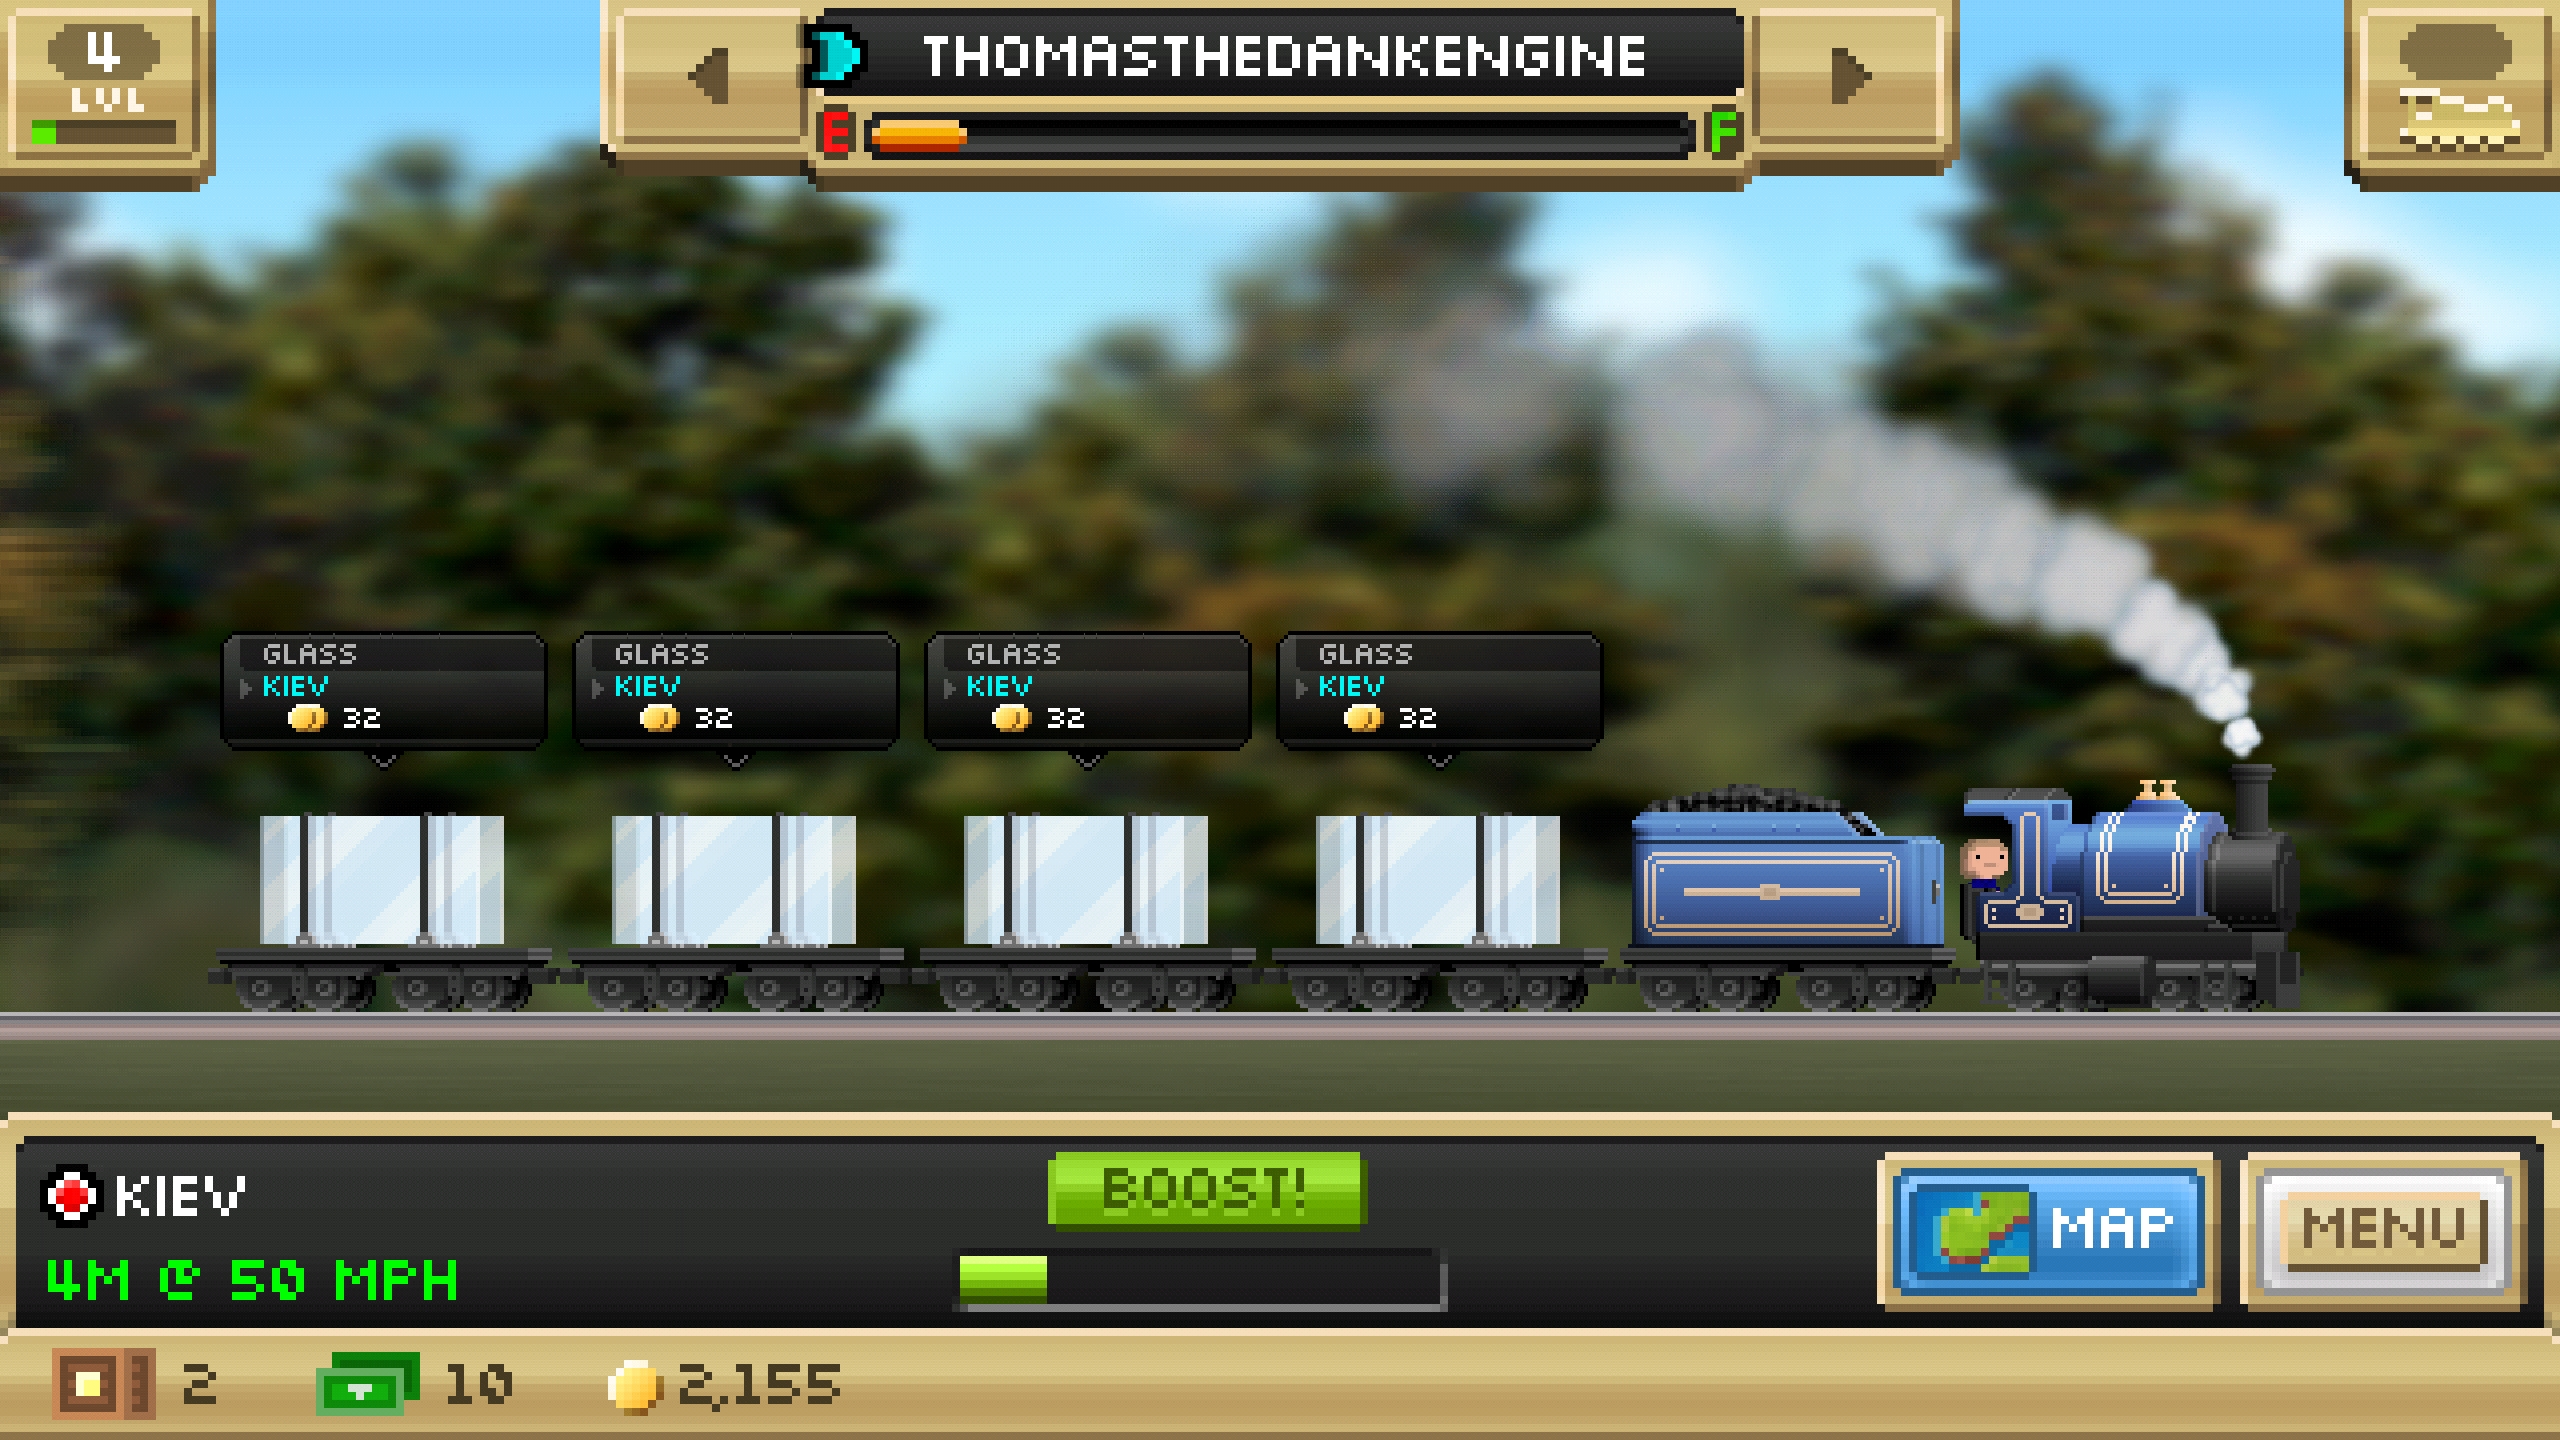 4
LVL
THOMASTHEDANKENGINE
E
F
GLASS
KIEV
32
GLASS
KIEV
32
GLASS
KIEV
32
GLASS
KIEV
32
KIEV
4M @ 50 MPH
BOOST!
MAP
MENU
2
10
2,155